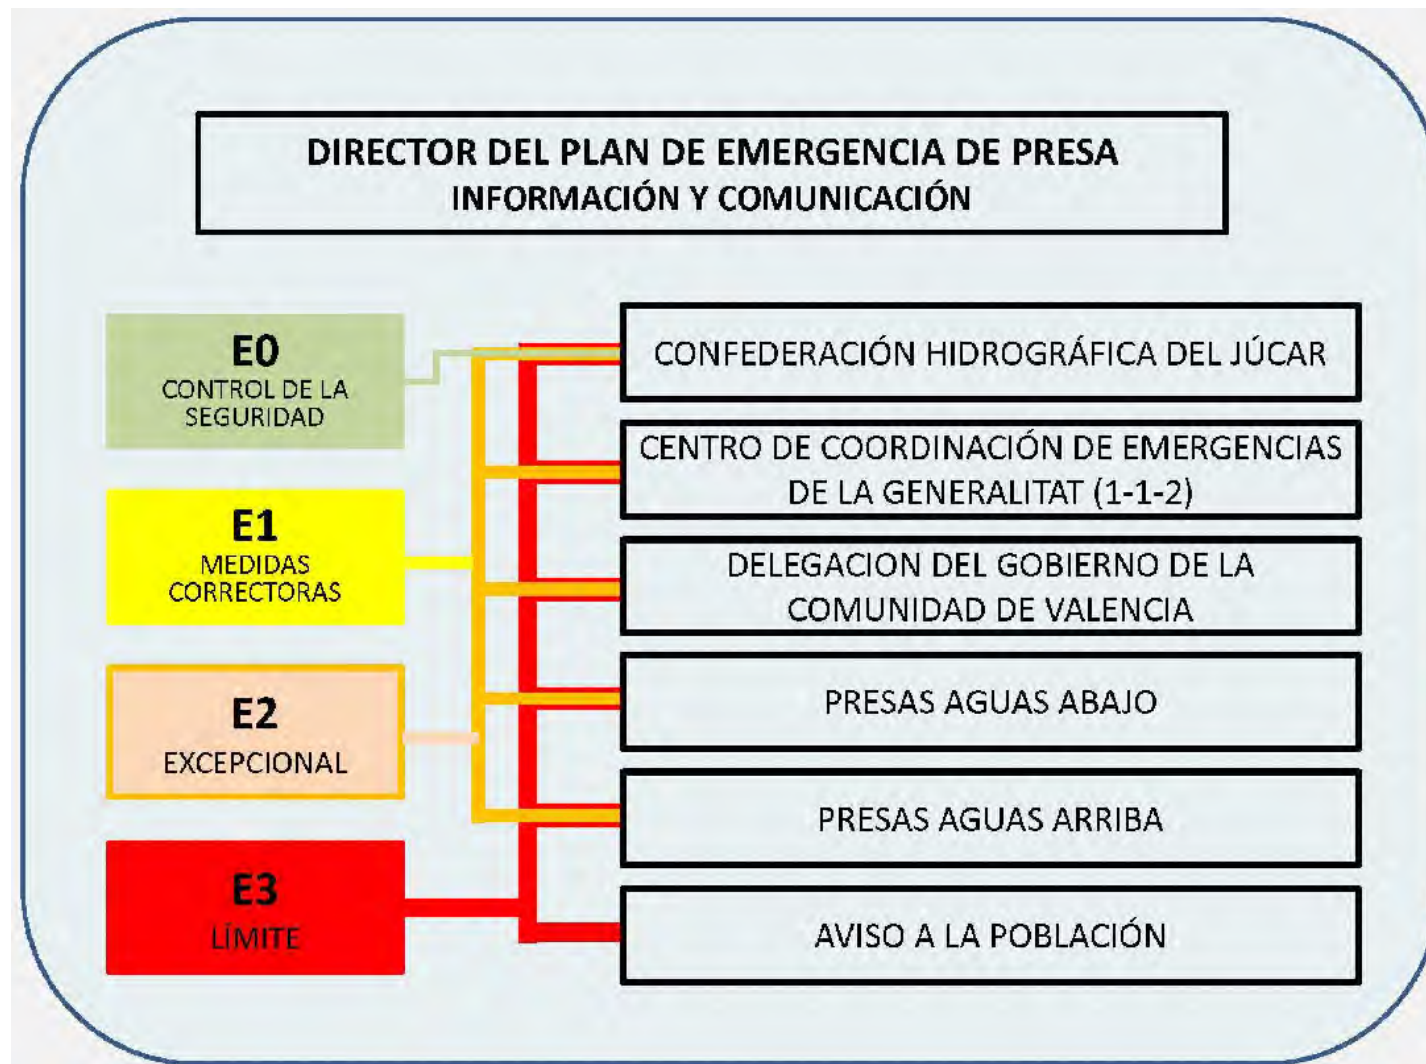 DIRECTOR DEL PLAN DE EMERGENCIA DE PRESA
INFORMACIÓN Y COMUNICACIÓN
E0
CONTROL DE LA
SEGURIDAD
E1
MEDIDAS
CORRECTORAS
E2
EXCEPCIONAL
E3
LÍMITE
CONFEDERACIÓN HIDROGRÁFICA DEL JÚCAR
CENTRO DE COORDINACIÓN DE EMERGENCIAS
DE LA GENERALITAT (1-1-2)
DELEGACION DEL GOBIERNO DE LA
COMUNIDAD DE VALENCIA
PRESAS AGUAS ABAJO
PRESAS AGUAS ARRIBA
AVISO A LA POBLACIÓN